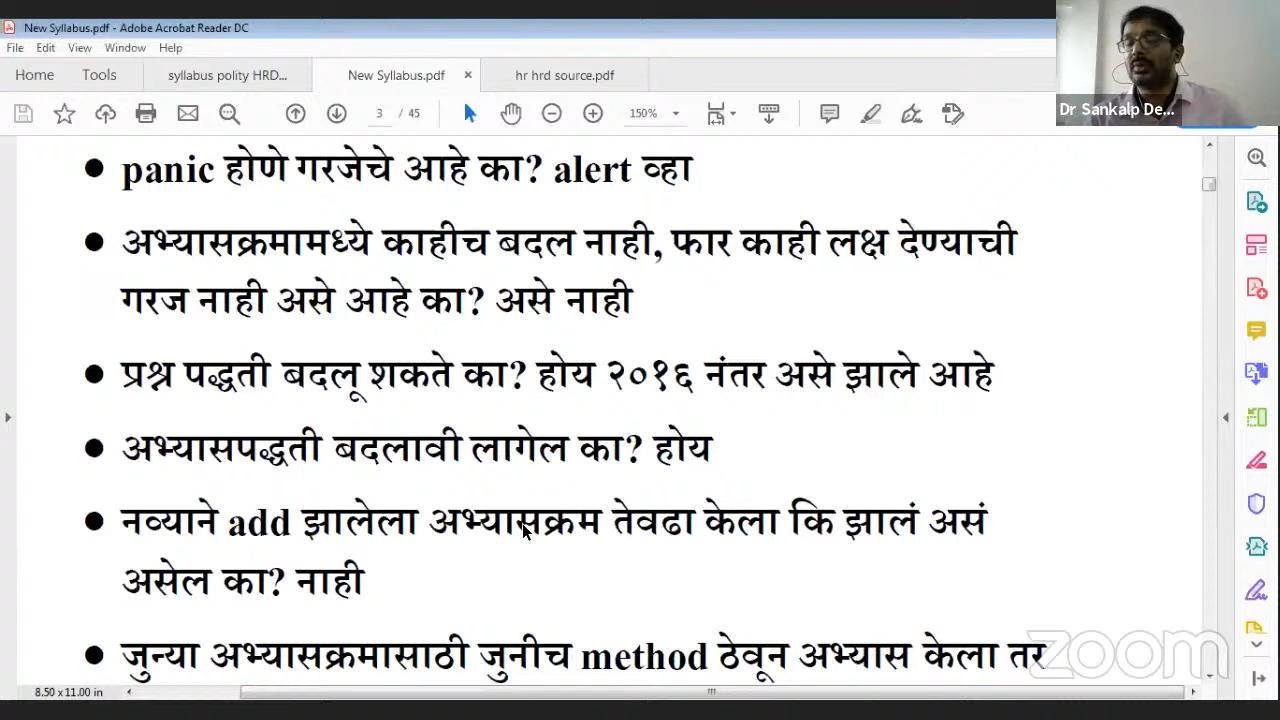 New Syllabus.pdf - Adobe Acrobat Reader DC
File Edit View Window Help
Home Tools syllabus polity HRD... New Syllabus.pdf × hr hrd source.pdf
3 / 45 150%
Dr Sankalp De...
● panic होणे गरजेचे आहे का? alert व्हा
● अभ्यासक्रमामध्ये काहीच बदल नाही, फार काही लक्ष देण्याची
गरज नाही असे आहे का? असे नाही
● प्रश्न पद्धती बदलू शकते का? होय २०१६ नंतर असे झाले आहे
● अभ्यासपद्धती बदलावी लागेल का? होय
● नव्याने add झालेला अभ्यासक्रम तेवढा केला कि झालं असं
असेल का? नाही
● जुन्या अभ्यासक्रमासाठी जुनीच method ठेवून अभ्यास केला तर
zoom
8.50 x 11.00 in